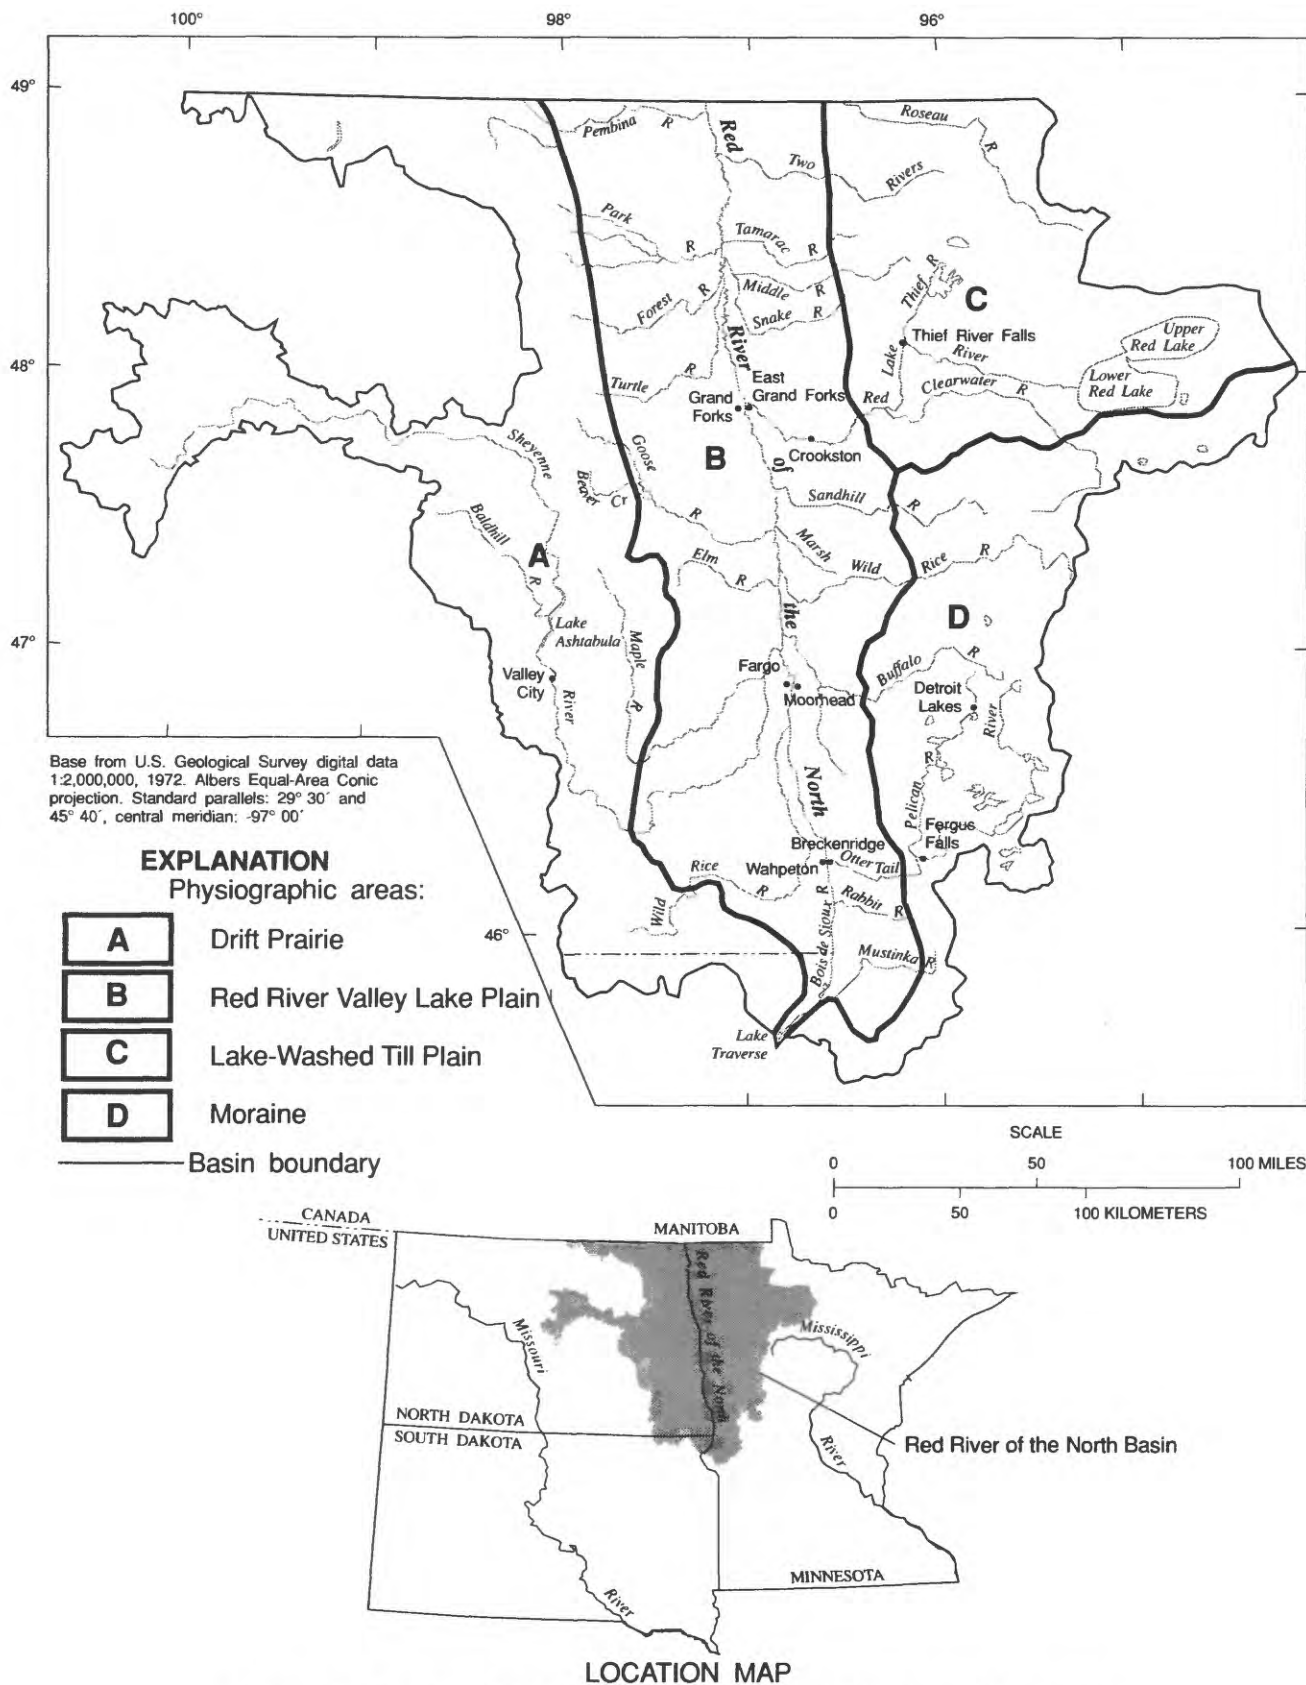 100°
98°
96°
49°
48°
47°
46°
Pembina R
Red
River
of
the
North
Roseau
R
Two
Rivers
Park
R
Tamarac
R
Middle
R
Snake R
Forest
R
Thief
R
C
Thief River Falls
Upper
Red Lake
Lower
Red Lake
Lake
River
Clearwater R
Red
Turtle
R
East
Grand Forks
Grand
Forks
Crookston
Sheyenne
Goose
R
B
Beaver
Cr
Sandhill
R
Baldhill
R
A
Elm
R
Marsh
Wild
Rice
R
D
Lake
Ashtabula
Maple
R
Valley
City
River
Fargo
Moorhead
Buffalo
R
Detroit
Lakes
River
Pelican
R
Fergus
Falls
Breckenridge
Wahpeton
Otter Tail
Rice
R
Wild
Rabbit
R
Bois de Sioux
R
Mustinka
R
Lake
Traverse
Base from U.S. Geological Survey digital data
1:2,000,000, 1972. Albers Equal-Area Conic
projection. Standard parallels: 29° 30´ and
45° 40´, central meridian: -97° 00´
EXPLANATION
Physiographic areas:
A Drift Prairie
B Red River Valley Lake Plain
C Lake-Washed Till Plain
D Moraine
Basin boundary
SCALE
0 50 100 MILES
0 50 100 KILOMETERS
CANADA
UNITED STATES
MANITOBA
Red River of the North
Missouri
River
Mississippi
River
NORTH DAKOTA
SOUTH DAKOTA
Red River of the North Basin
MINNESOTA
LOCATION MAP